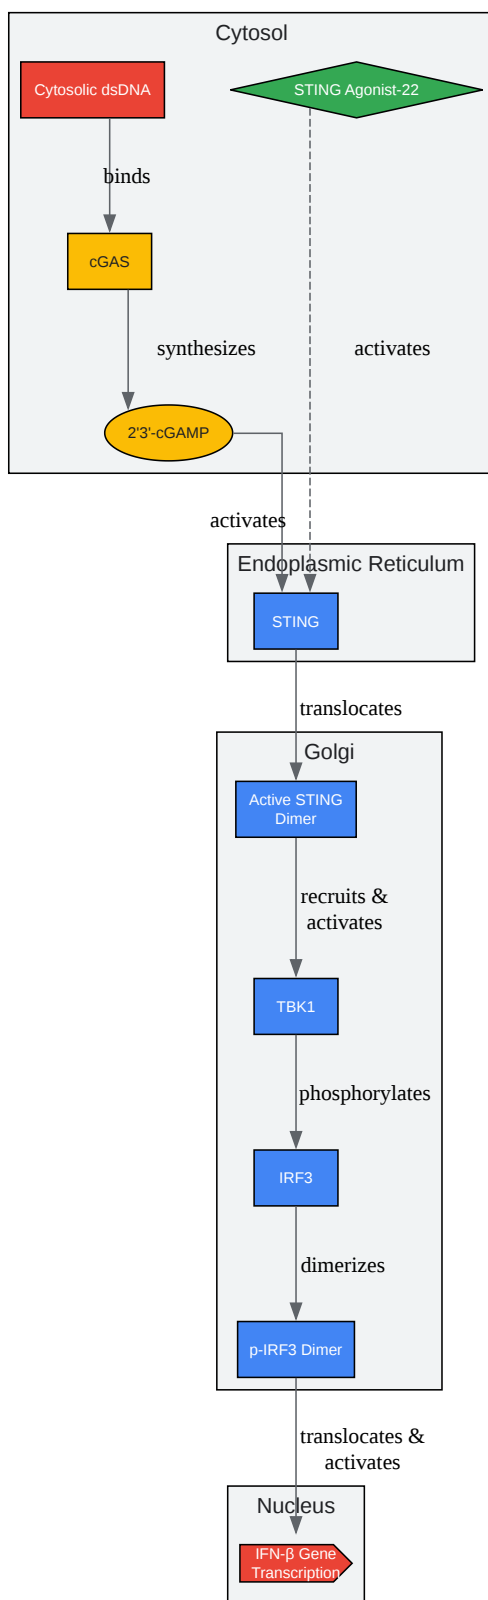 Cytosol
Cytosolic dsDNA
STING Agonist-22
binds
cGAS
synthesizes
activates
2'3'-cGAMP
activates
Endoplasmic Reticulum
STING
translocates
Golgi
Active STING
Dimer
recruits &
activates
TBK1
phosphorylates
IRF3
dimerizes
p-IRF3 Dimer
translocates &
activates
Nucleus
IFN-β Gene
Transcription